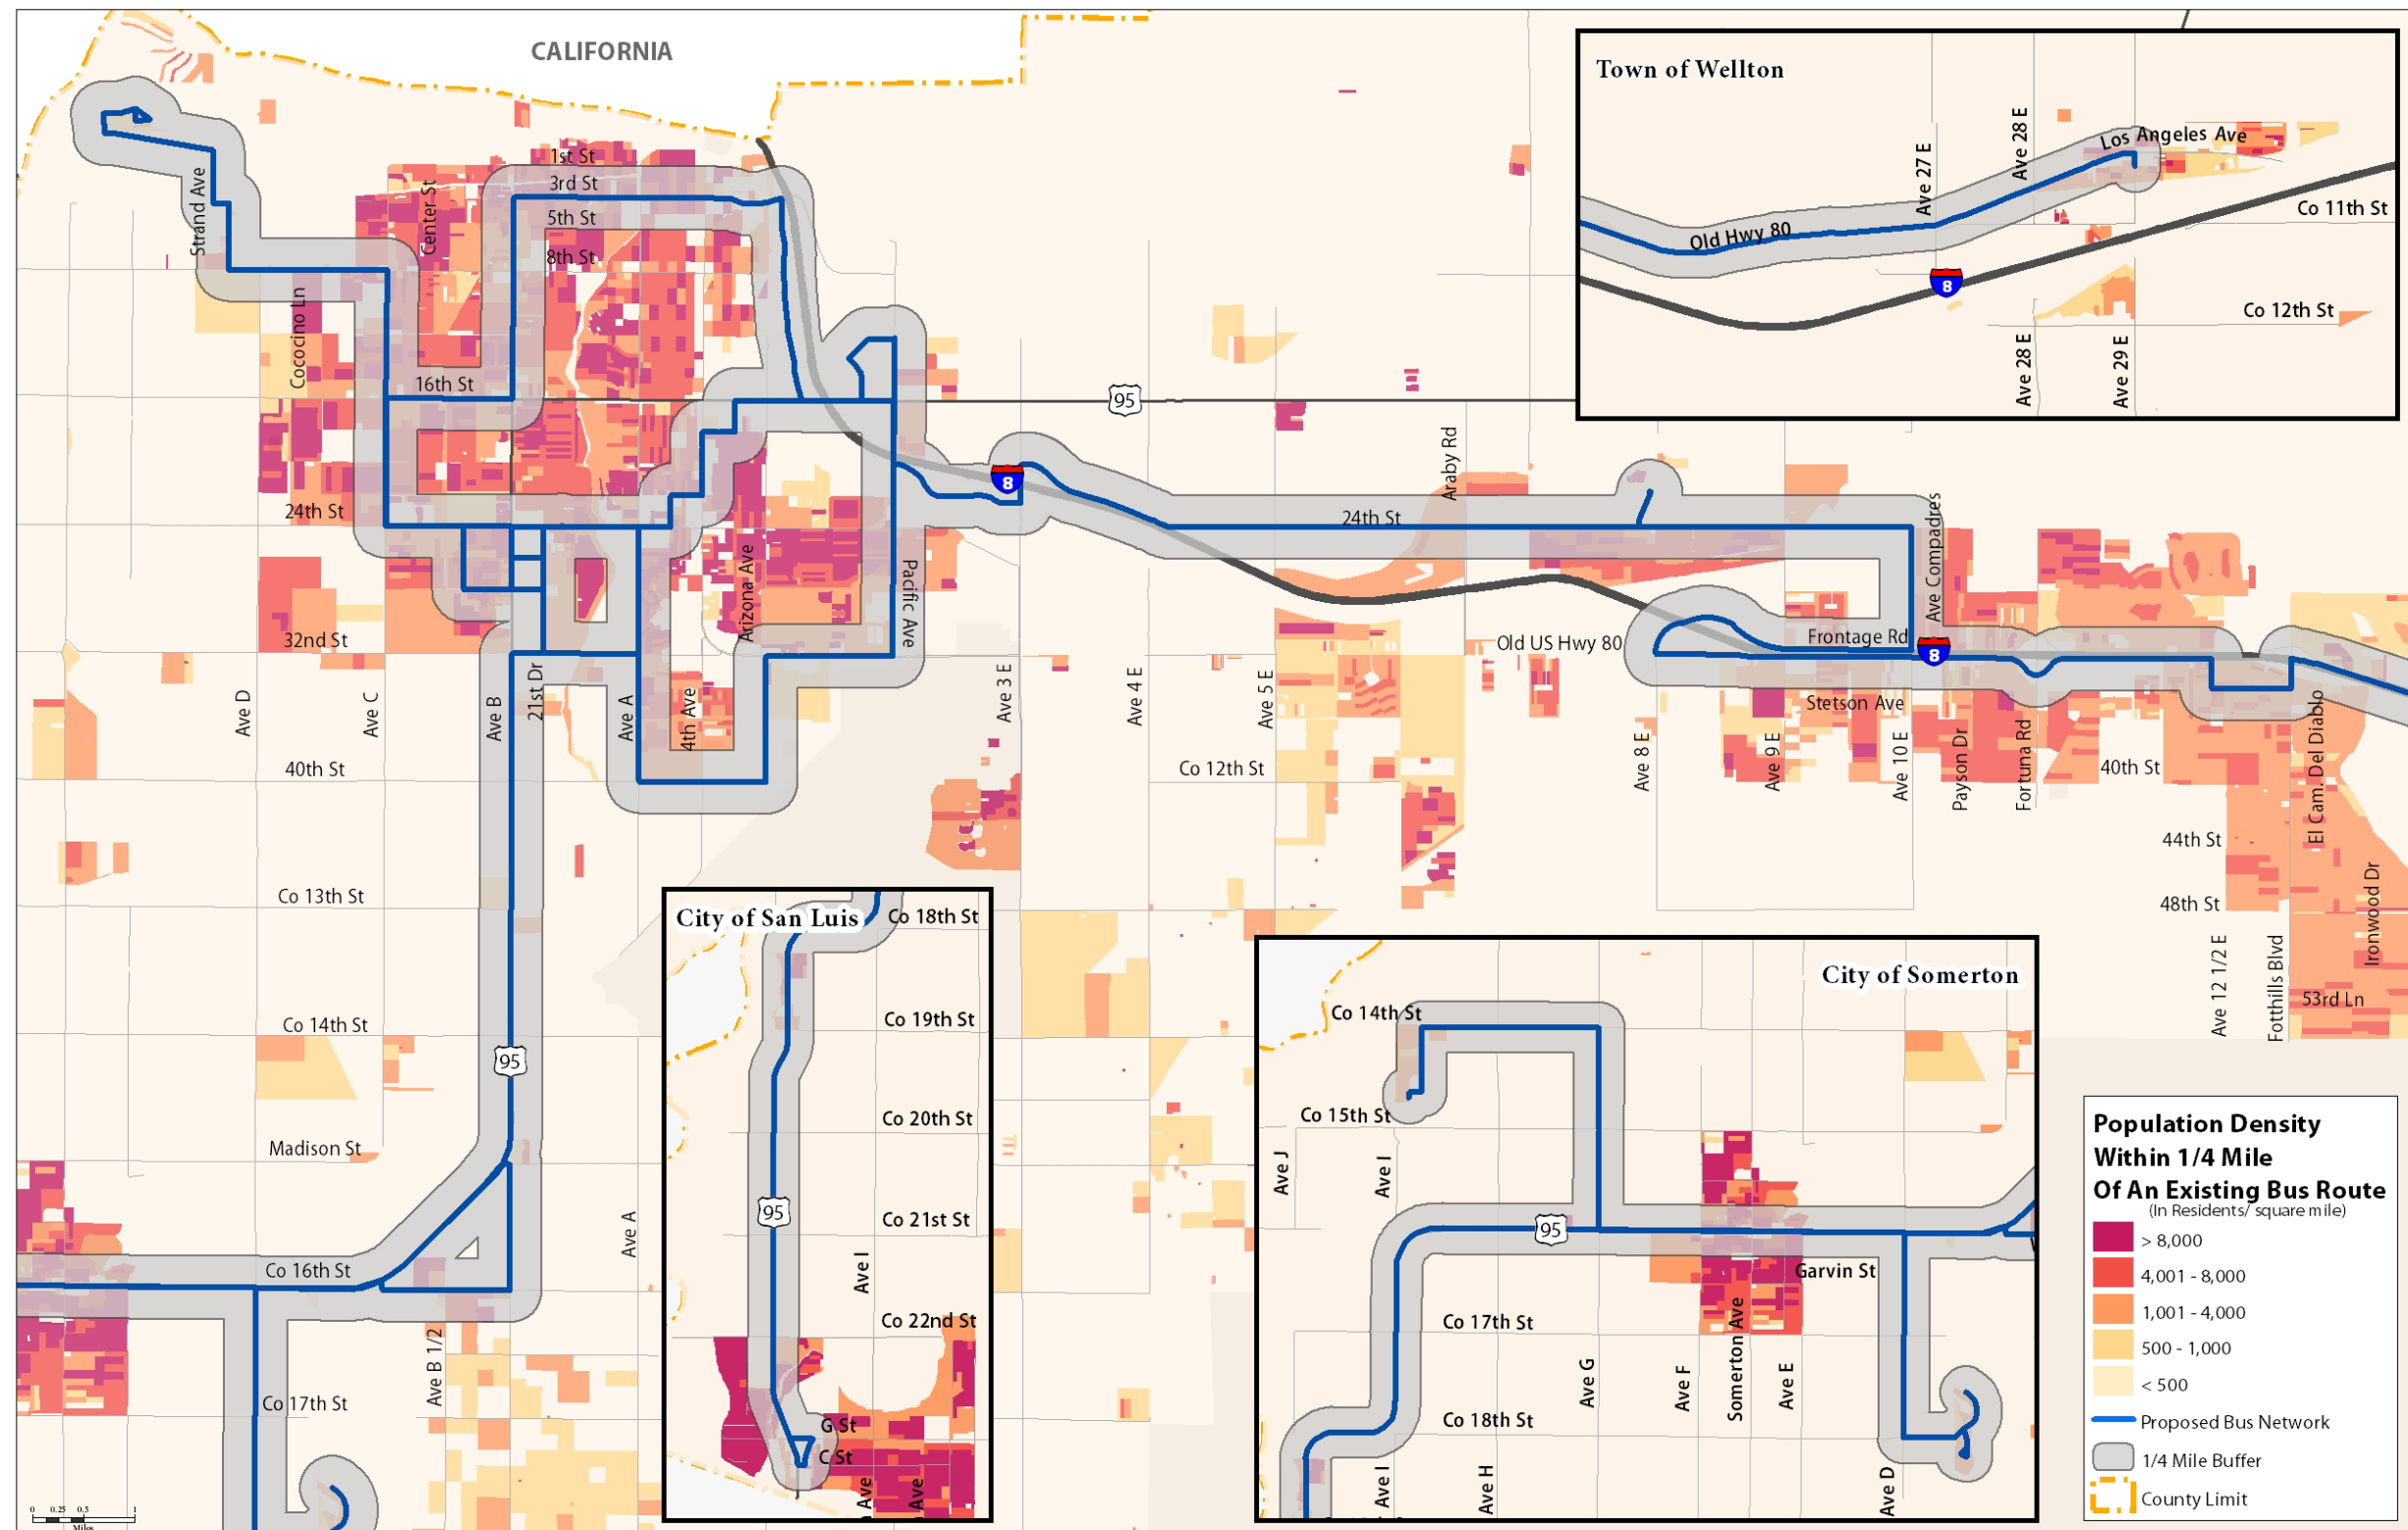 CALIFORNIA
Town of Wellton
Los Angeles Ave
Ave 28 E
Ave 27 E
Old Hwy 80
Co 11th St
8
Co 12th St
Ave 28 E
Ave 29 E
1st St
3rd St
5th St
8th St
Center St
Strand Ave
Cococino Ln
16th St
95
24th St
8
24th St
Araby Rd
Ave Compadres
Arizona Ave
Pacific Ave
32nd St
Old US Hwy 80
Frontage Rd
8
Stetson Ave
Ave D
Ave C
Ave B
21st Dr
Ave A
4th Ave
Ave 3 E
Ave 4 E
Ave 5 E
Ave 8 E
Ave 9 E
Ave 10 E
Payson Dr
Fortuna Rd
El Cam. Del Diablo
40th St
Co 12th St
40th St
44th St
48th St
Ironwood Dr
Ave 12 1/2 E
Fotthills Blvd
53rd Ln
Co 13th St
Co 14th St
95
Madison St
Ave A
Co 16th St
Ave B 1/2
Co 17th St
0 0.25 0.5 1
Miles
City of San Luis
Co 18th St
Co 19th St
Co 20th St
95
Co 21st St
Ave I
Co 22nd St
G St
C St
Ave
Ave
City of Somerton
Co 14th St
Co 15th St
Ave J
Ave I
95
Garvin St
Co 17th St
Somerton Ave
Ave G
Ave F
Ave E
Co 18th St
Ave I
Ave H
Ave D
Population Density
Within 1/4 Mile
Of An Existing Bus Route
(In Residents/ square mile)
> 8,000
4,001 - 8,000
1,001 - 4,000
500 - 1,000
< 500
Proposed Bus Network
1/4 Mile Buffer
County Limit